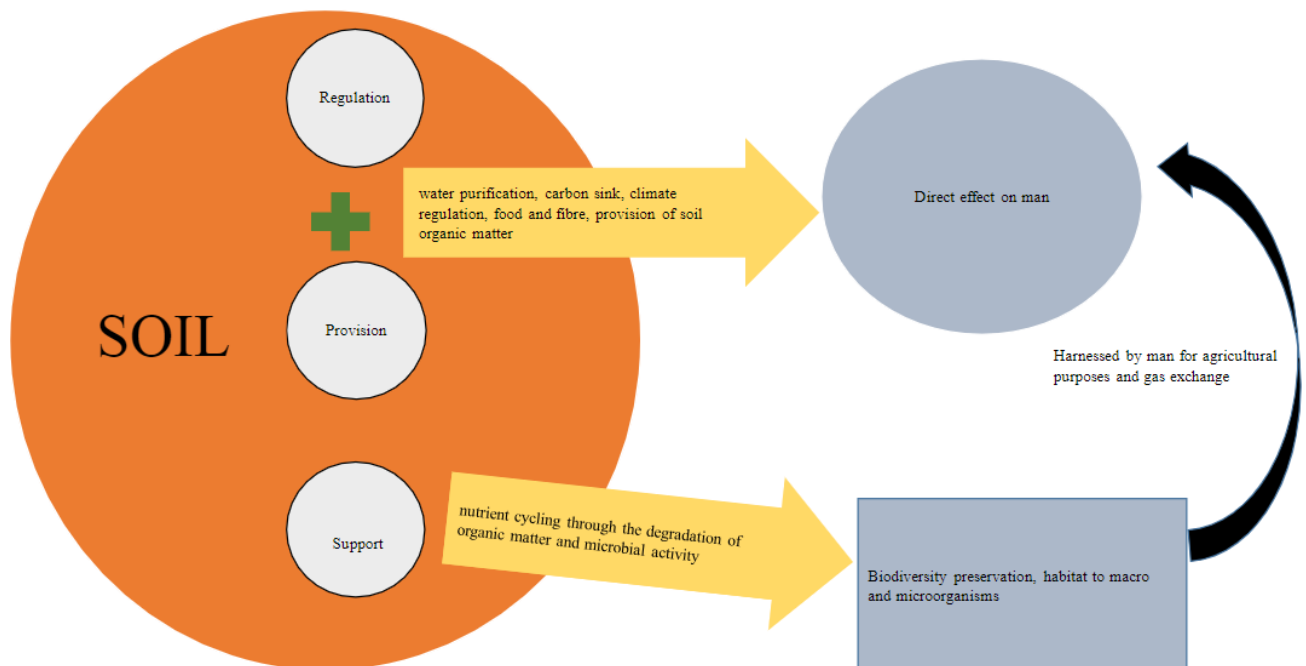 Regulation
water purification, carbon sink, climate
regulation, food and fibre, provision of soil
organic matter
Direct effect on man
SOIL
Provision
Harnessed by man for agricultural
purposes and gas exchange
Support
nutrient cycling through the degradation of
organic matter and microbial activity
Biodiversity preservation, habitat to macro
and microorganisms